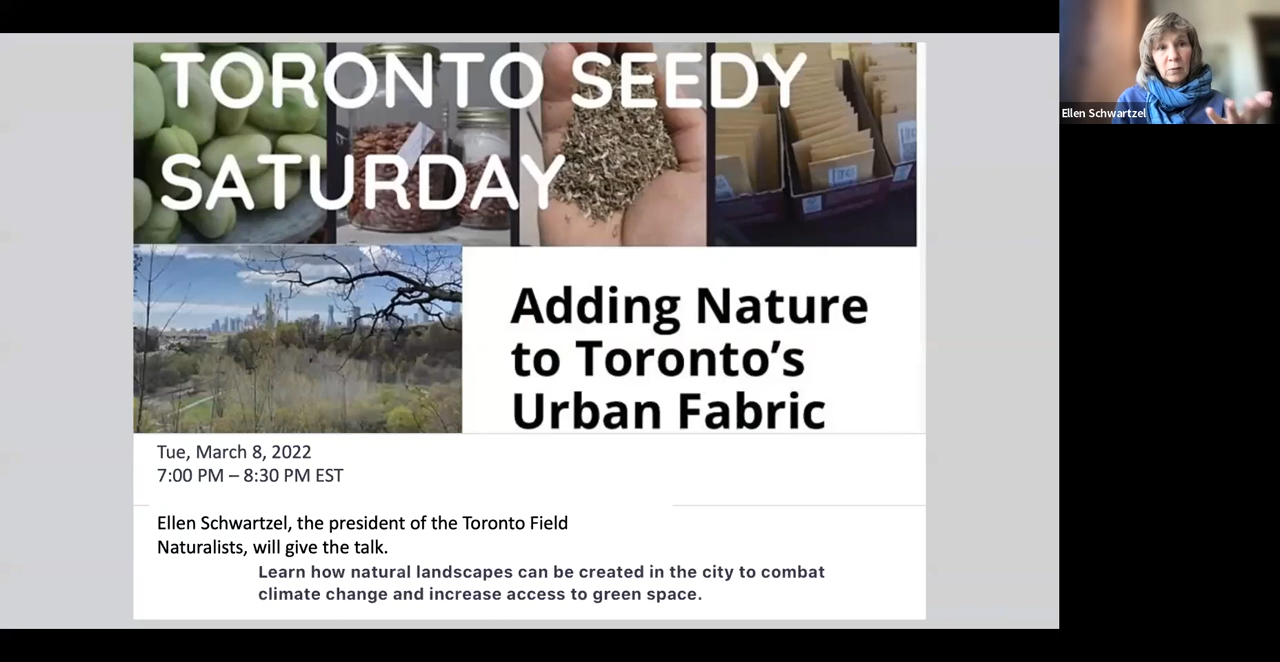 TORONTO SEEDY
SATURDAY
Adding Nature
to Toronto's
Urban Fabric
Tue, March 8, 2022
7:00 PM – 8:30 PM EST
Ellen Schwartzel, the president of the Toronto Field
Naturalists, will give the talk.
Learn how natural landscapes can be created in the city to combat
climate change and increase access to green space.
Ellen Schwartzel